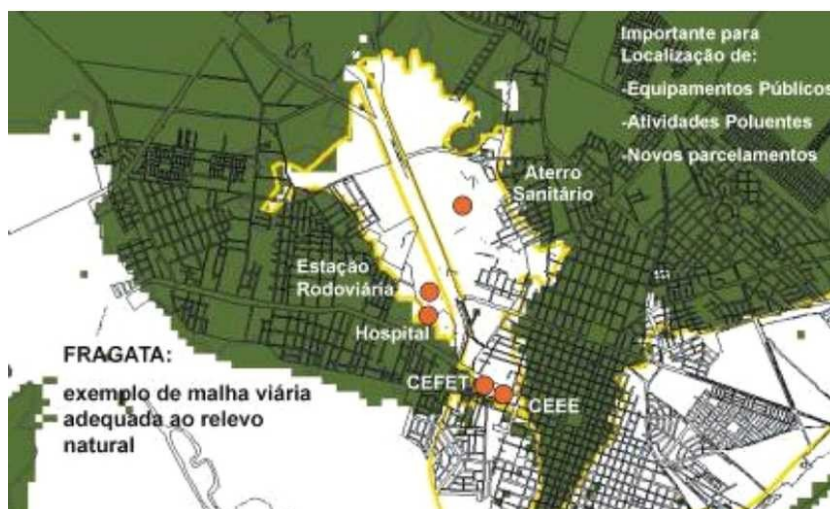 Importante para
Localização de:
-Equipamentos Públicos
-Atividades Poluentes
-Novos parcelamentos
Aterro
Sanitário
Estação
Rodoviária
Hospital
FRAGATA:
exemplo de malha viária
adequada ao relevo
natural
CEFET
CEEE